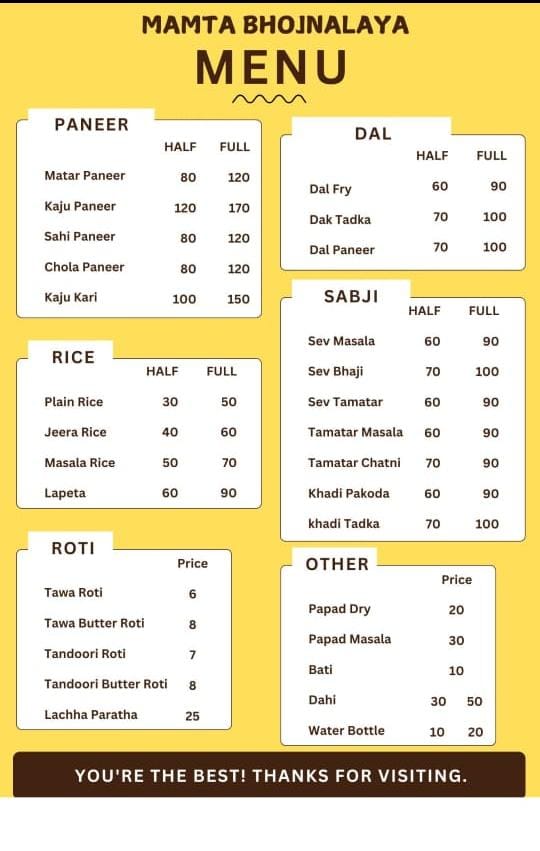 MAMTA BHOJNALAYA
MENU
PANEER
HALF FULL
Matar Paneer 80 120
Kaju Paneer 120 170
Sahi Paneer 80 120
Chola Paneer 80 120
Kaju Kari 100 150
RICE
HALF FULL
Plain Rice 30 50
Jeera Rice 40 60
Masala Rice 50 70
Lapeta 60 90
ROTI
Price
Tawa Roti 6
Tawa Butter Roti 8
Tandoori Roti 7
Tandoori Butter Roti 8
Lachha Paratha 25
DAL
HALF FULL
Dal Fry 60 90
Dak Tadka 70 100
Dal Paneer 70 100
SABJI
HALF FULL
Sev Masala 60 90
Sev Bhaji 70 100
Sev Tamatar 60 90
Tamatar Masala 60 90
Tamatar Chatni 70 90
Khadi Pakoda 60 90
khadi Tadka 70 100
OTHER
Price
Papad Dry 20
Papad Masala 30
Bati 10
Dahi 30 50
Water Bottle 10 20
YOU'RE THE BEST! THANKS FOR VISITING.